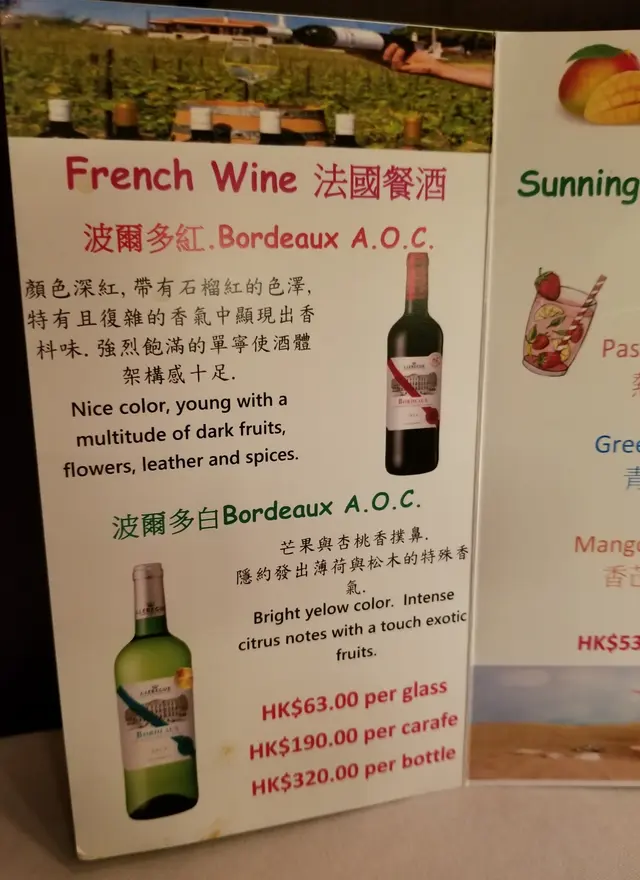 French Wine 法國餐酒
波爾多紅.Bordeaux A.O.C.
顏色深紅, 帶有石榴紅的色澤,
特有且復雜的香氣中顯現出香
料味. 強烈飽滿的單寧使酒體
架構感十足.
Nice color, young with a
multitude of dark fruits,
flowers, leather and spices.
BORDEAUX
波爾多白Bordeaux A.O.C.
芒果與杏桃香撲鼻.
隱約發出薄荷與松木的特殊香
氣.
Bright yelow color. Intense
citrus notes with a touch exotic
fruits.
BORDEAUX
HK$63.00 per glass
HK$190.00 per carafe
HK$320.00 per bottle
Sunning
Pas
Gree
青
Mango
香芒
HK$53